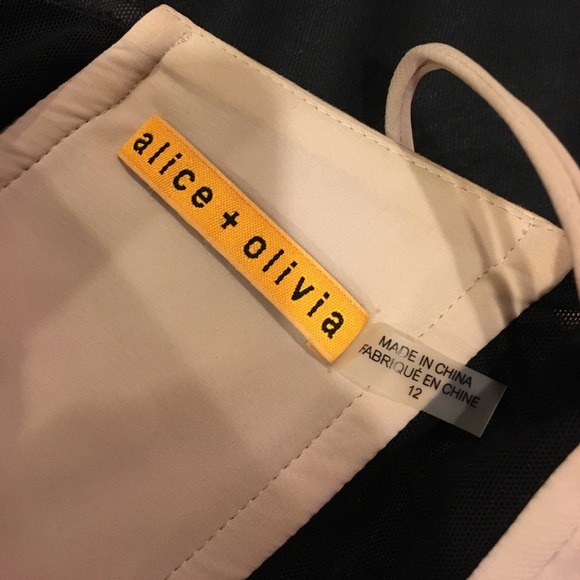 alice + olivia
MADE IN CHINA
FABRIQUÉ EN CHINE
12